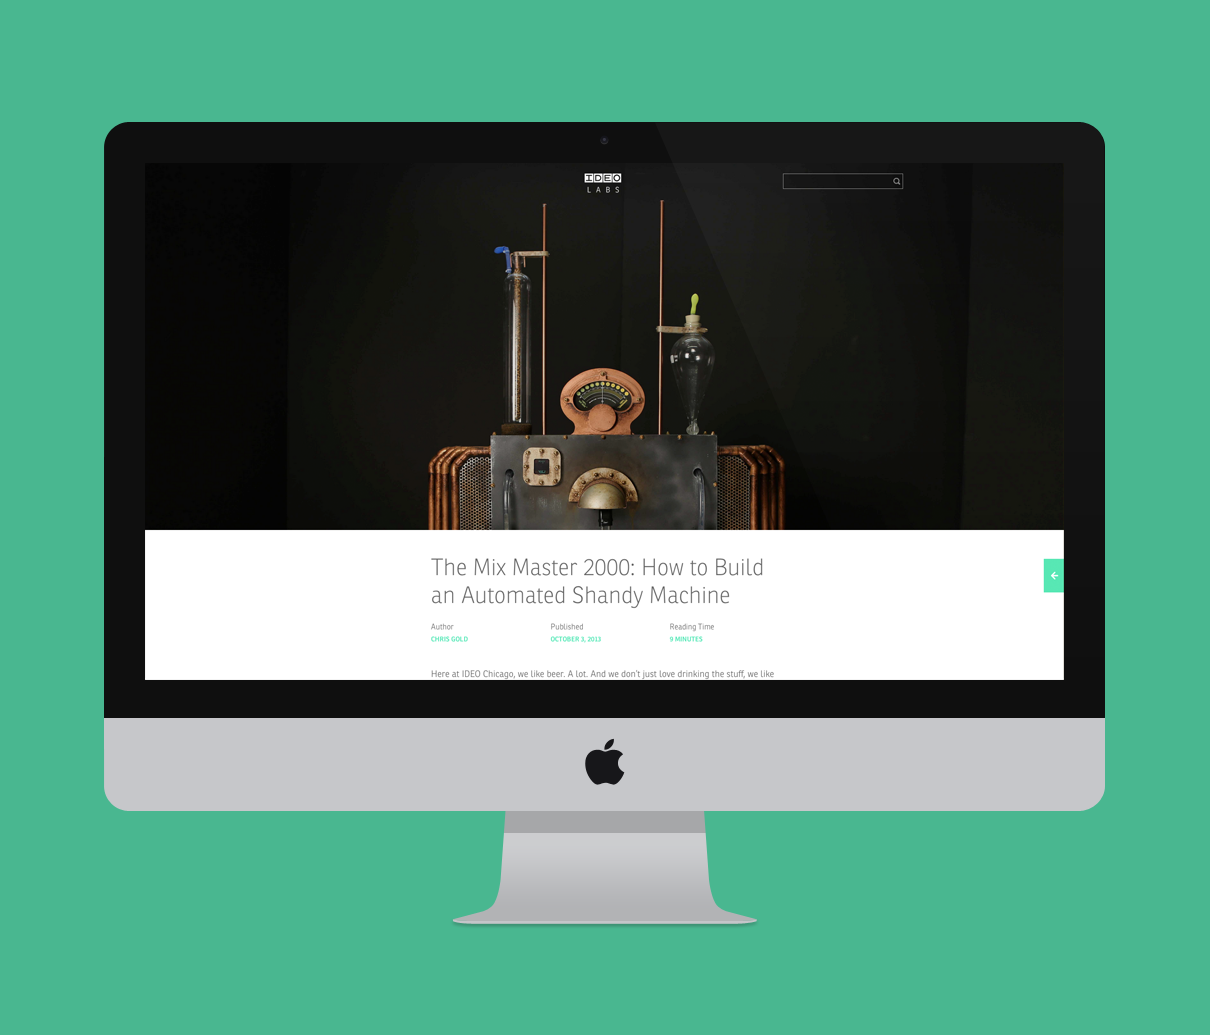 IDEO
LABS
The Mix Master 2000: How to Build
an Automated Shandy Machine
Author
Published
Reading Time
CHRIS GOLD
OCTOBER 3, 2013
9 MINUTES
Here at IDEO Chicago, we like beer. A lot. And we don't just love drinking the stuff, we like